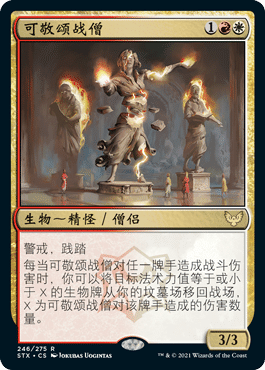 可敬颂战僧 1
生物~精怪 / 僧侣
警戒，践踏
每当可敬颂战僧对任一牌手造成战斗伤
害时，你可以将目标法术力值等于或小
于 X 的生物牌从你的坟墓场移回战场，
X 为可敬颂战僧对该牌手造成的伤害数
量。
3/3
246/275 R
STX • CS JOKUBAS UOGINTAS
™ & © 2021 Wizards of the Coast